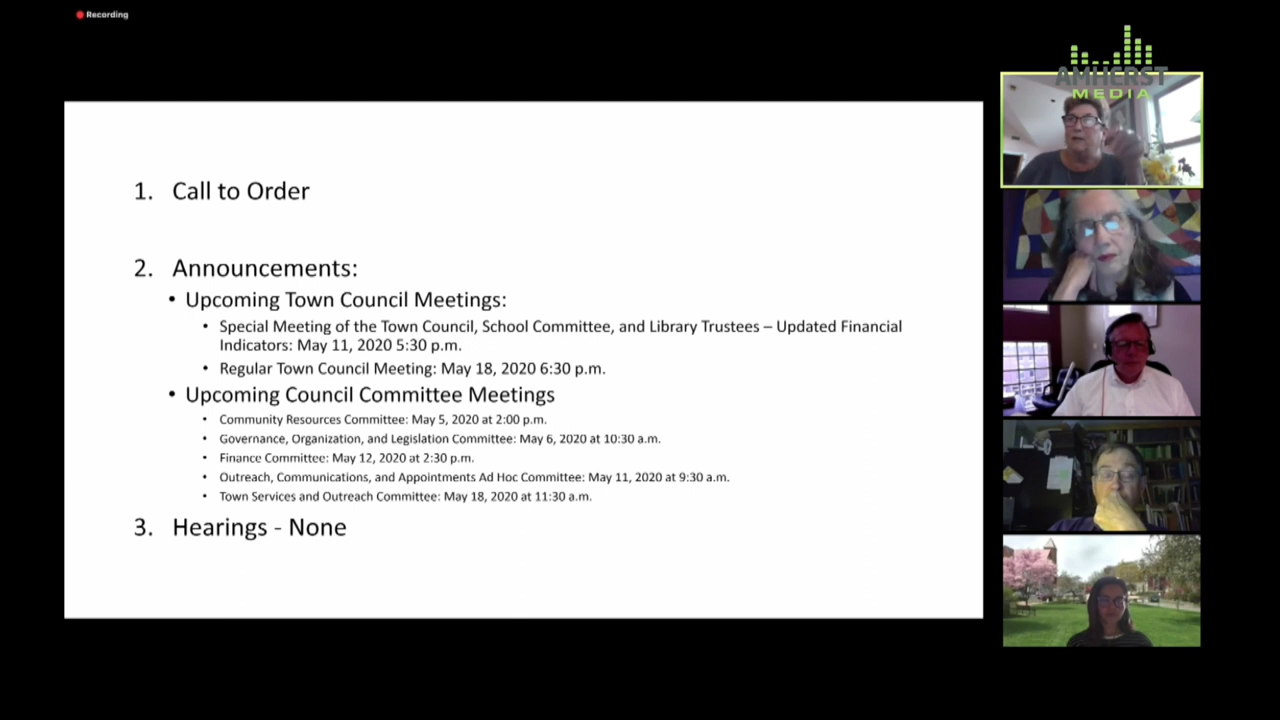 Recording
AMHERST
MEDIA
1. Call to Order
2. Announcements:
• Upcoming Town Council Meetings:
• Special Meeting of the Town Council, School Committee, and Library Trustees – Updated Financial
Indicators: May 11, 2020 5:30 p.m.
• Regular Town Council Meeting: May 18, 2020 6:30 p.m.
• Upcoming Council Committee Meetings
• Community Resources Committee: May 5, 2020 at 2:00 p.m.
• Governance, Organization, and Legislation Committee: May 6, 2020 at 10:30 a.m.
• Finance Committee: May 12, 2020 at 2:30 p.m.
• Outreach, Communications, and Appointments Ad Hoc Committee: May 11, 2020 at 9:30 a.m.
• Town Services and Outreach Committee: May 18, 2020 at 11:30 a.m.
3. Hearings - None